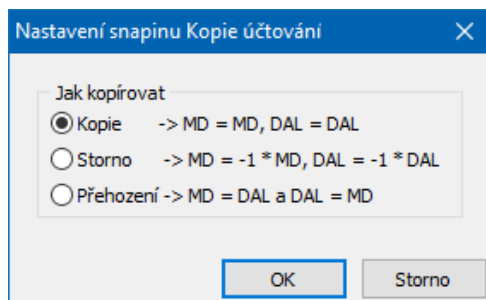 Nastavení snapinu Kopie účtování
Jak kopírovat
Kopie -> MD = MD, DAL = DAL
Storno -> MD = -1 * MD, DAL = -1 * DAL
Přehození -> MD = DAL a DAL = MD
OK Storno